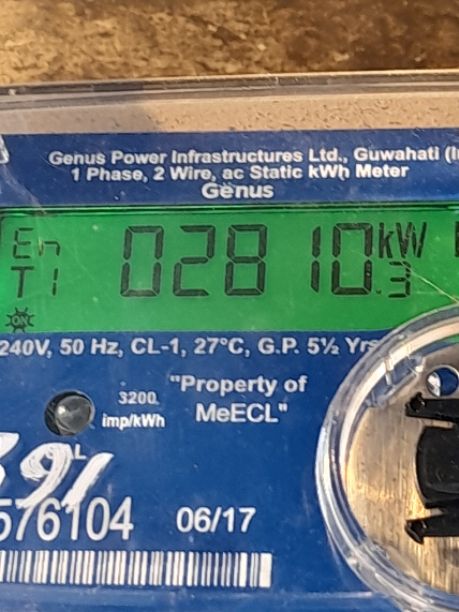 Genus Power Infrastructures Ltd., Guwahati (I
1 Phase, 2 Wire, ac Static kWh Meter
Genus
En 02810.3 kW
T1
ON
240V, 50 Hz, CL-1, 27°C, G.P. 5½ Yrs
3200 imp/kWh
"Property of
MeECL"
391
576104 06/17